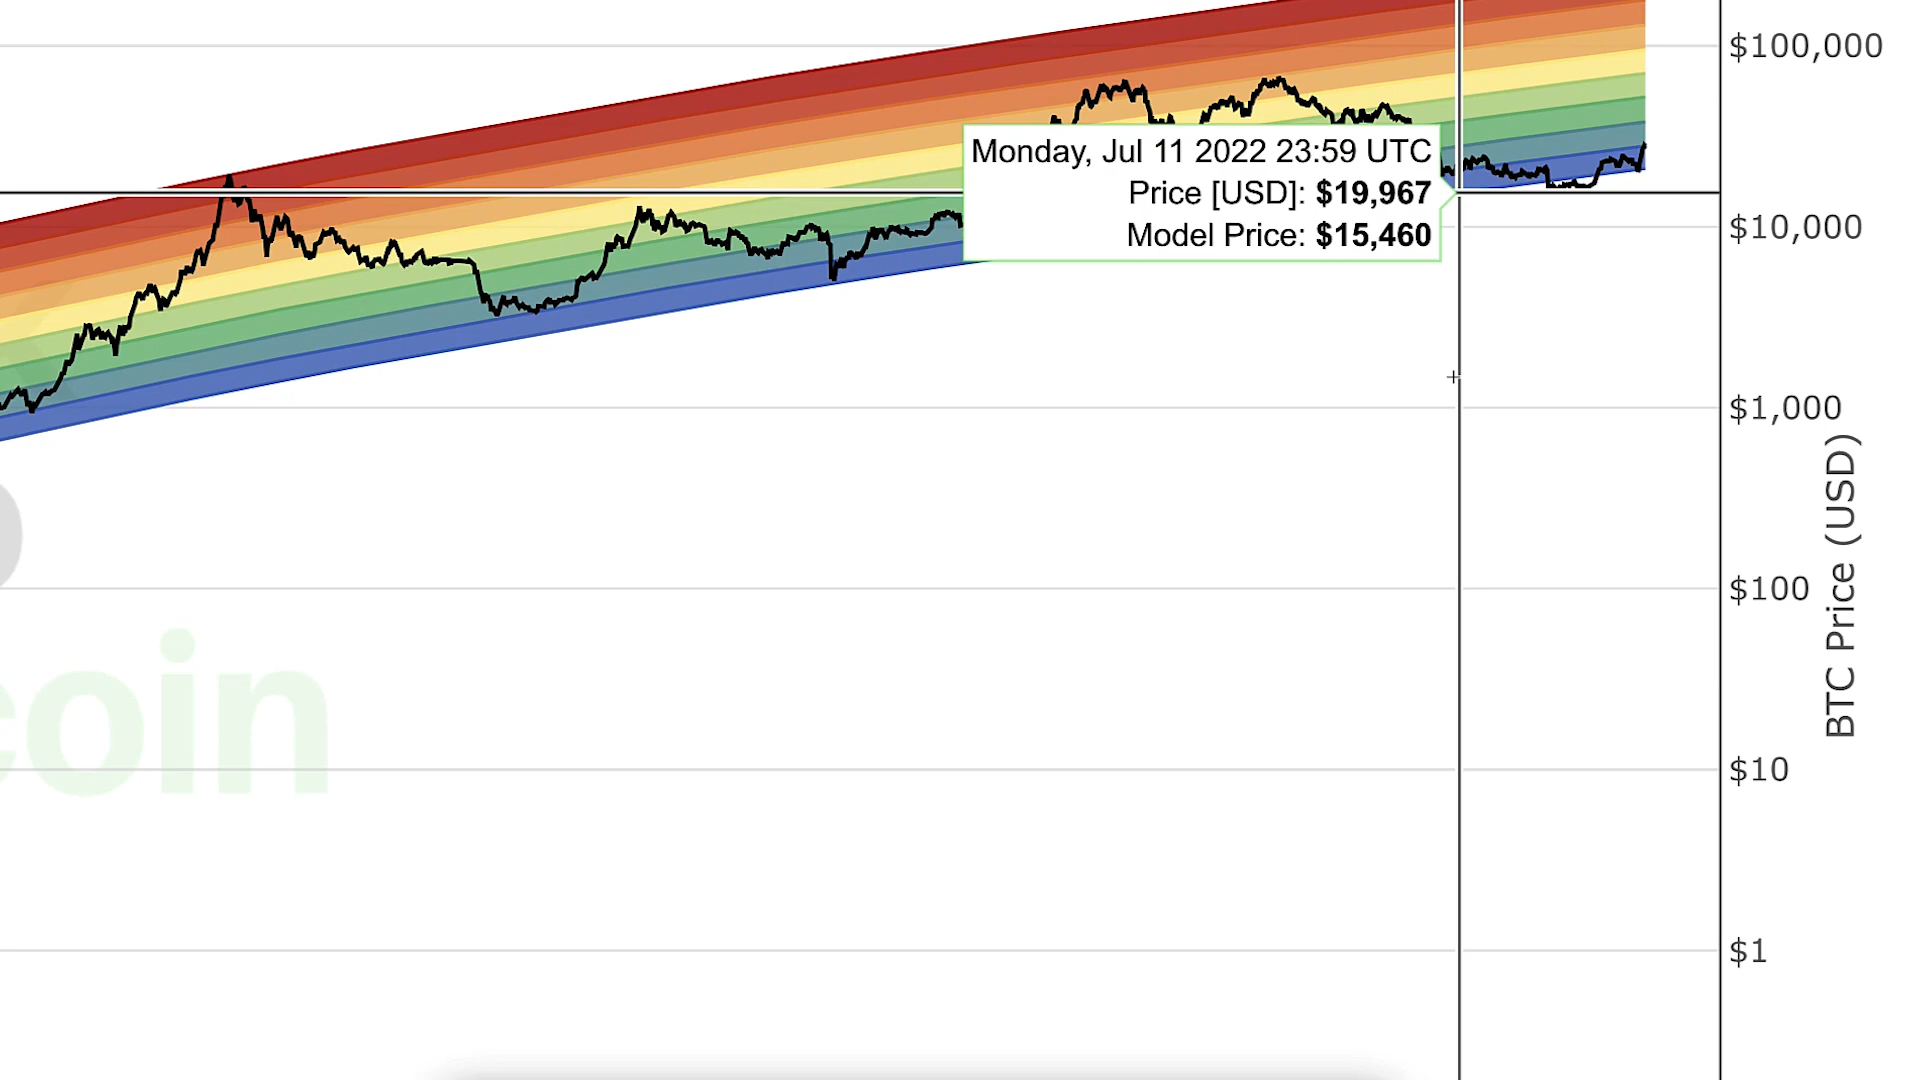 $100,000
Monday, Jul 11 2022 23:59 UTC
Price [USD]: $19,967
Model Price: $15,460
$10,000
$1,000
BTC Price (USD)
$100
coin
$10
$1